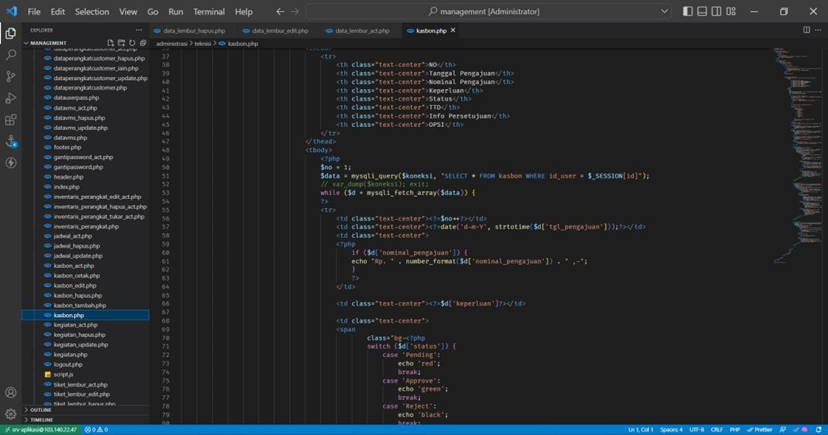 File Edit Selection View Go Run Terminal Help
management [Administrator]
EXPLORER
MANAGEMENT
dataperangkatcustomer_hapus.php
dataperangkatcustomer_update.php
dataperangkatcustomer.php
datauserpass.php
datavms_act.php
datavms_hapus.php
datavms_update.php
datavms.php
footer.php
gantipassword_act.php
gantipassword.php
header.php
index.php
inventaris_perangkat_edit_act.php
inventaris_perangkat_hapus_act.php
inventaris_perangkat_tukar_act.php
inventaris_perangkat.php
jadwal_act.php
jadwal_hapus.php
jadwal_update.php
kasbon_act.php
kasbon_cetak.php
kasbon_edit.php
kasbon_hapus.php
kasbon_tambah.php
kasbon.php
kegiatan_act.php
kegiatan_hapus.php
kegiatan_update.php
kegiatan.php
logout.php
script.js
tiket_lembur_act.php
tiket_lembur_edit.php
tiket_lembur_hapus.php
OUTLINE
TIMELINE
data_lembur_hapus.php data_lembur_edit.php data_lembur_act.php kasbon.php
administrasi > teknisi > kasbon.php
37 <tr>
38 <th class="text-center">NO</th>
39 <th class="text-center">Tanggal Pengajuan</th>
40 <th class="text-center">Nominal Pengajuan</th>
41 <th class="text-center">Keperluan</th>
42 <th class="text-center">Status</th>
43 <th class="text-center">TTD</th>
44 <th class="text-center">Info Persetujuan</th>
45 <th class="text-center">OPSI</th>
46 </tr>
47 </thead>
48 <tbody>
49 <?php
50 $no = 1;
51 $data = mysqli_query($koneksi, "SELECT * FROM kasbon WHERE id_user = $_SESSION[id]");
52 // var_dump($koneksi); exit;
53 while ($d = mysqli_fetch_array($data)) {
54 ?>
55 <tr>
56 <td class="text-center"><?=$no++?></td>
57 <td class="text-center"><?=date('d-m-Y', strtotime($d['tgl_pengajuan']));?></td>
58 <td class="text-center">
59 <?php
60 if ($d['nominal_pengajuan']) {
61 echo "Rp. " . number_format($d['nominal_pengajuan']) . " ,-";
62 }
63 ?>
64 </td>
65
66 <td class="text-center"><?=$d['keperluan']?></td>
67
68 <td class="text-center">
69 <span
70 class="bg-<?php
71 switch ($d['status']) {
72 case 'Pending':
73 echo 'red';
74 break;
75 case 'Approve':
76 echo 'green';
77 break;
78 case 'Reject':
79 echo 'black';
80 break;
srv-aplikasi@103.140.22.47 0 0
Ln 1, Col 1 Spaces: 4 UTF-8 CRLF PHP Prettier